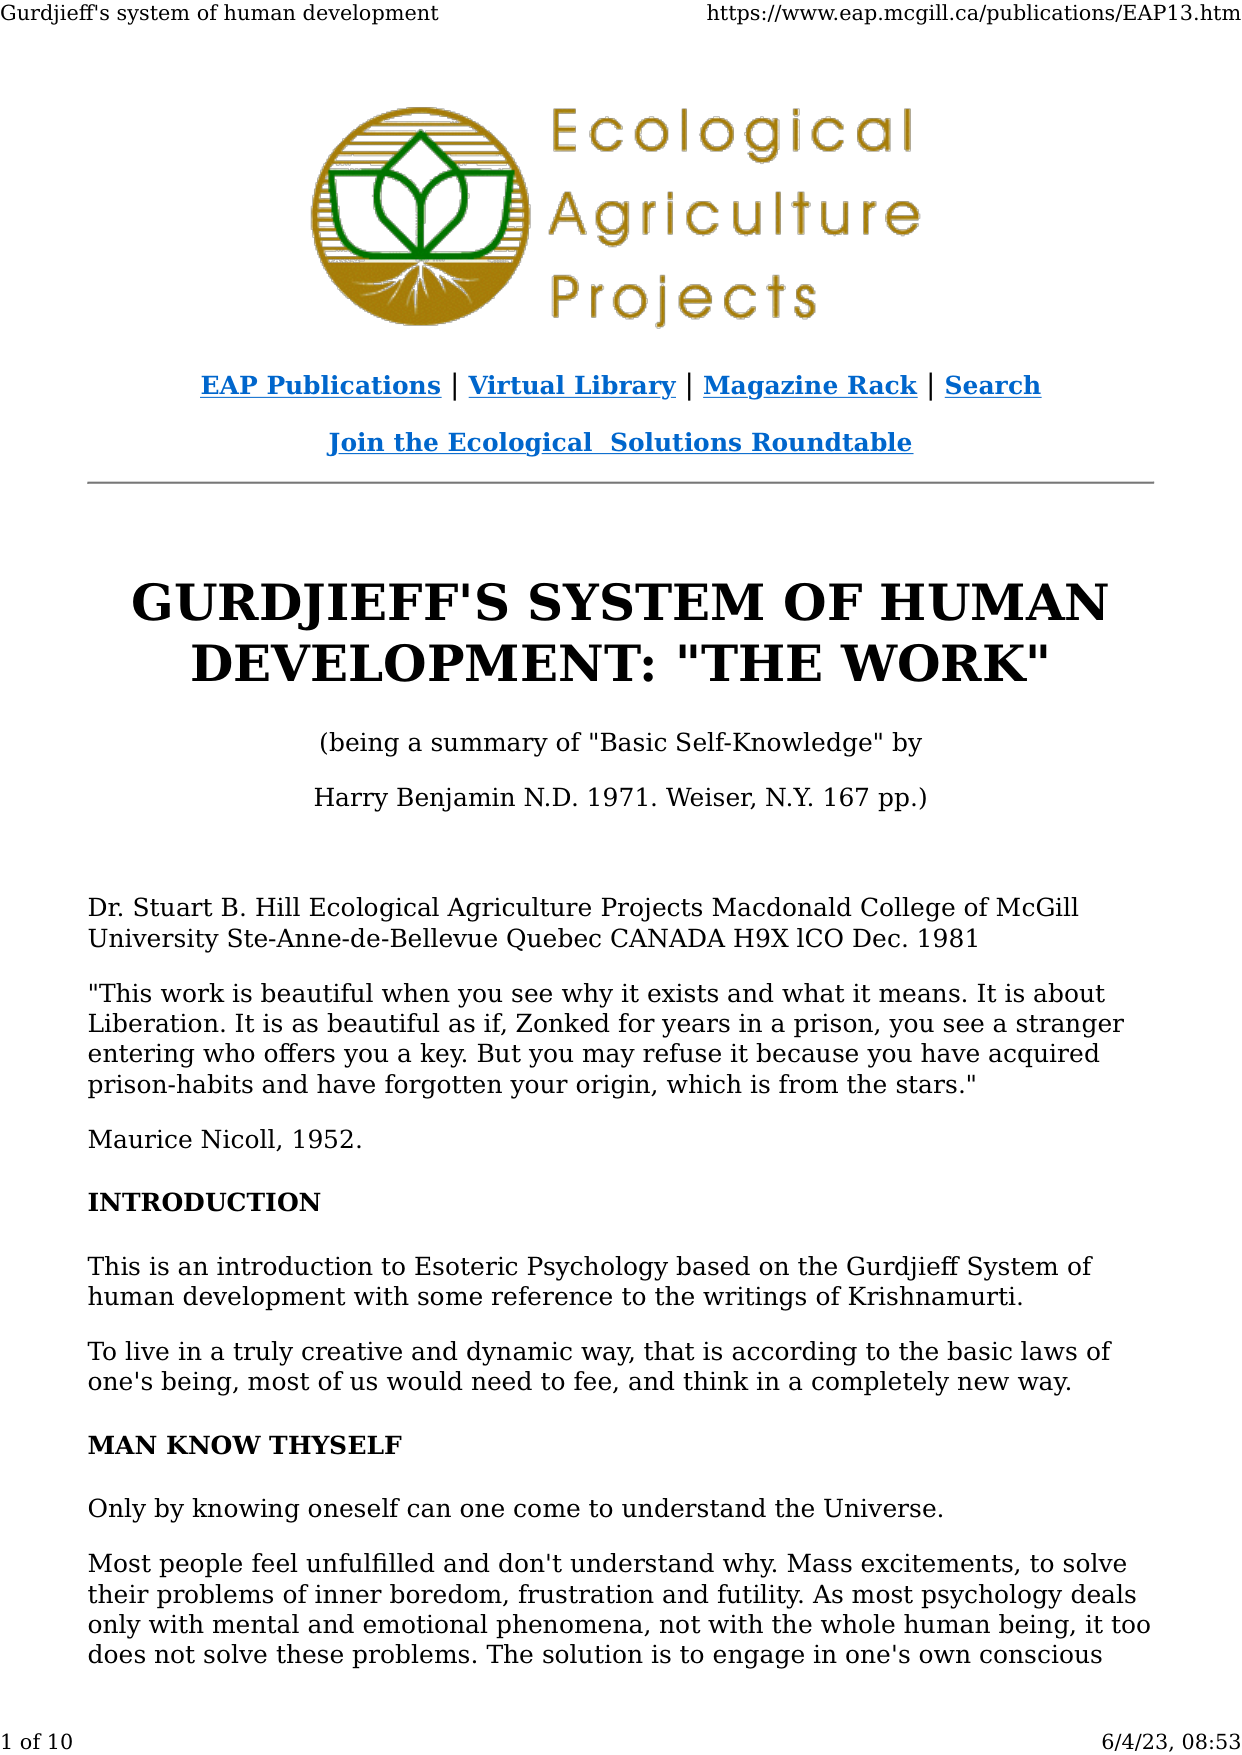 Gurdjieff's system of human development https://www.eap.mcgill.ca/publications/EAP13.htm
Ecological
Agriculture
Projects
EAP Publications | Virtual Library | Magazine Rack | Search
Join the Ecological  Solutions Roundtable
GURDJIEFF'S SYSTEM OF HUMAN
DEVELOPMENT: "THE WORK"
(being a summary of "Basic Self-Knowledge" by
Harry Benjamin N.D. 1971. Weiser, N.Y. 167 pp.)
Dr. Stuart B. Hill Ecological Agriculture Projects Macdonald College of McGill
University Ste-Anne-de-Bellevue Quebec CANADA H9X lCO Dec. 1981
"This work is beautiful when you see why it exists and what it means. It is about
Liberation. It is as beautiful as if, Zonked for years in a prison, you see a stranger
entering who offers you a key. But you may refuse it because you have acquired
prison-habits and have forgotten your origin, which is from the stars."
Maurice Nicoll, 1952.
INTRODUCTION
This is an introduction to Esoteric Psychology based on the Gurdjieff System of
human development with some reference to the writings of Krishnamurti.
To live in a truly creative and dynamic way, that is according to the basic laws of
one's being, most of us would need to fee, and think in a completely new way.
MAN KNOW THYSELF
Only by knowing oneself can one come to understand the Universe.
Most people feel unfulfilled and don't understand why. Mass excitements, to solve
their problems of inner boredom, frustration and futility. As most psychology deals
only with mental and emotional phenomena, not with the whole human being, it too
does not solve these problems. The solution is to engage in one's own conscious
1 of 10 6/4/23, 08:53